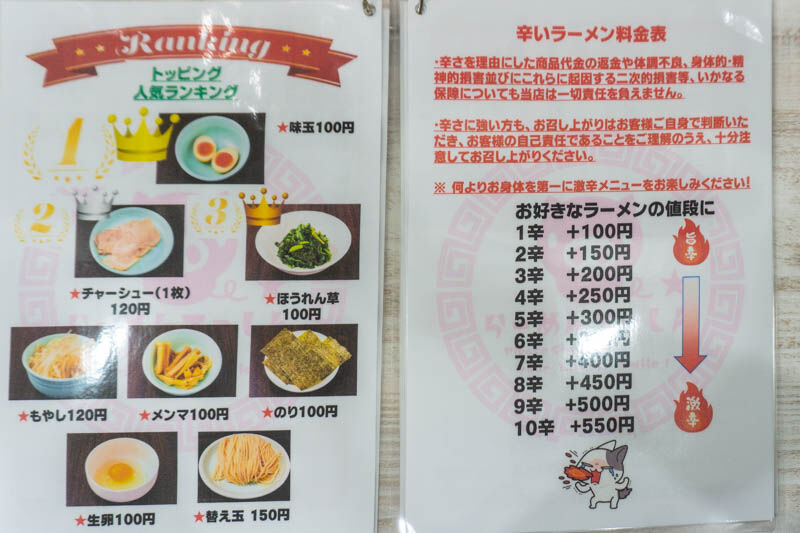 Ranking
トッピング
人気ランキング
1
★味玉100円
2
3
★チャーシュー(1枚)
120円
★ほうれん草
100円
★もやし120円
★メンマ100円
★のり100円
★生卵100円
★替え玉 150円
辛いラーメン料金表
・辛さを理由にした商品代金の返金や体調不良、身体的・精
神的損害並びにこれらに起因する二次的損害等、いかなる
保障についても当店は一切責任を負えません。
・辛さに強い方も、お召し上がりはお客様ご自身で判断いた
だき、お客様の自己責任であることをご理解のうえ、十分注
意してお召し上がりください。
※ 何よりお身体を第一に激辛メニューをお楽しみください!
お好きなラーメンの値段に
1辛 +100円
2辛 +150円
3辛 +200円
4辛 +250円
5辛 +300円
6辛
7辛 +400円
8辛 +450円
9辛 +500円
10辛 +550円
旨辛
激辛